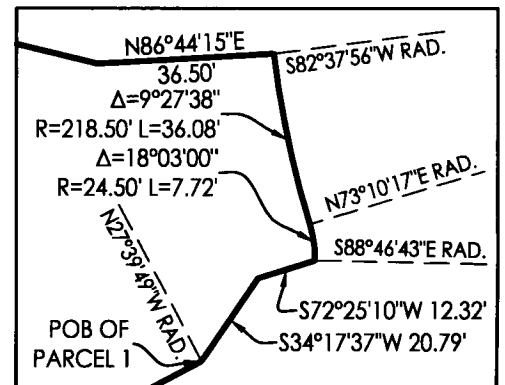 N86°44'15"E
36.50'
S82°37'56"W RAD.
Δ=9°27'38"
R=218.50' L=36.08'
Δ=18°03'00"
R=24.50' L=7.72'
N73°10'17"E RAD.
N27°39'49"W RAD.
S88°46'43"E RAD.
S72°25'10"W 12.32'
S34°17'37"W 20.79'
POB OF
PARCEL 1